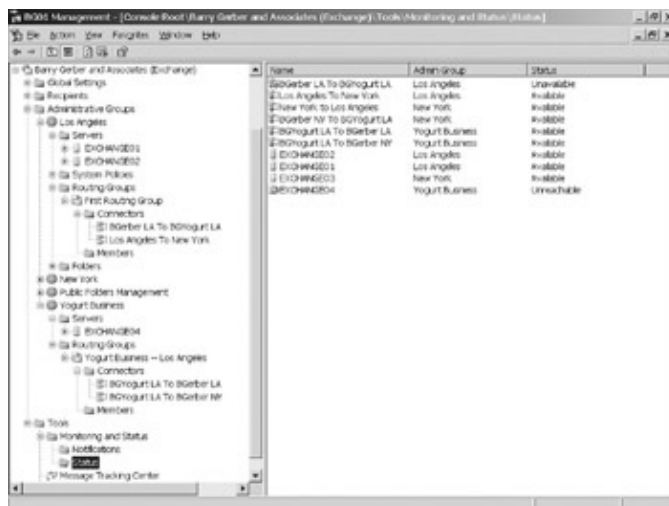 BG01 Management - [Console Root\Barry Gerber and Associates (Exchange)\Tools\Monitoring and Status\Status]
File Action View Favorites Window Help
Barry Gerber and Associates (Exchange)
Global Settings
Recipients
Administrative Groups
Los Angeles
Servers
EXCHANGE01
EXCHANGE02
System Policies
Routing Groups
First Routing Group
Connectors
BGerber LA To BGYogurt LA
Los Angeles To New York
Members
Folders
New York
Public Folders Management
Yogurt Business
Servers
EXCHANGE04
Routing Groups
Yogurt Business -- Los Angeles
Connectors
BGYogurt LA To BGerber LA
BGYogurt LA To BGerber NY
Members
Tools
Monitoring and Status
Notifications
Status
Message Tracking Center
Name Admin Group Status
BGerber LA To BGYogurt LA Los Angeles Unavailable
Los Angeles To New York Los Angeles Available
New York to Los Angeles New York Available
BGerber NY To BGYogurt LA New York Available
BGYogurt LA To BGerber LA Yogurt Business Available
BGYogurt LA To BGerber NY Yogurt Business Available
EXCHANGE02 Los Angeles Available
EXCHANGE01 Los Angeles Available
EXCHANGE03 New York Available
EXCHANGE04 Yogurt Business Unreachable